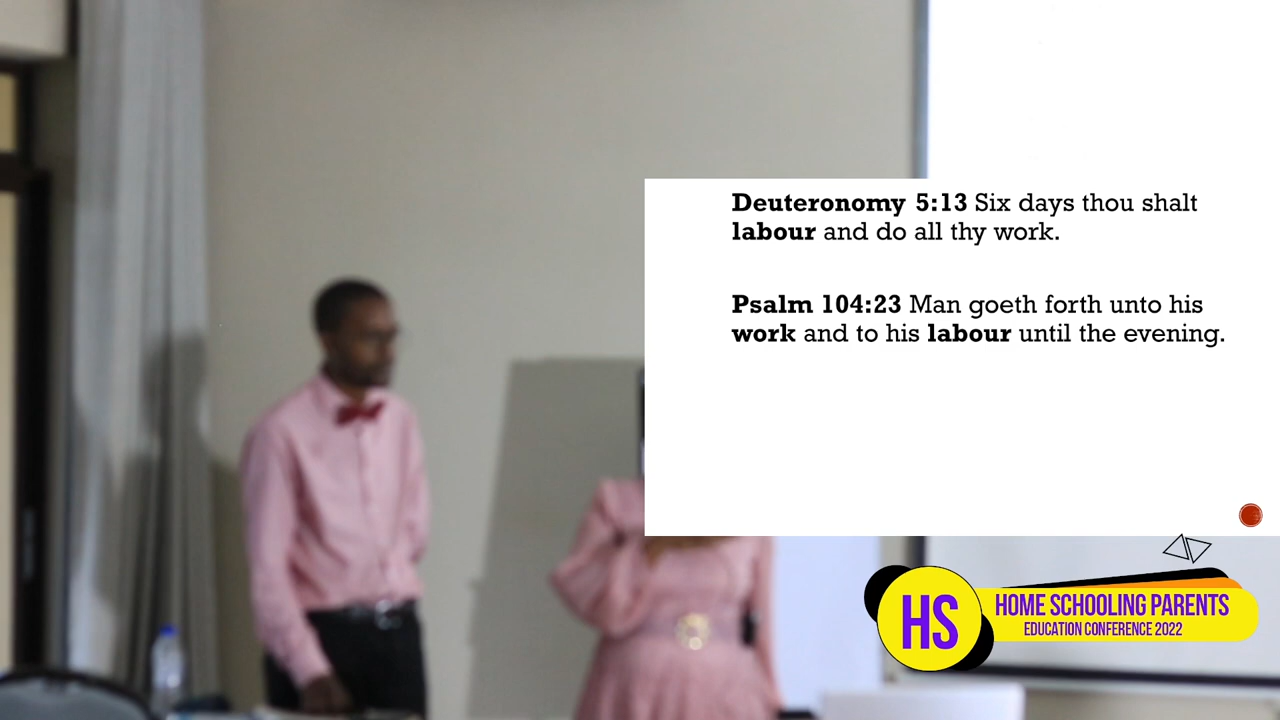 Deuteronomy 5:13 Six days thou shalt
labour and do all thy work.
Psalm 104:23 Man goeth forth unto his
work and to his labour until the evening.
HS
HOME SCHOOLING PARENTS
EDUCATION CONFERENCE 2022